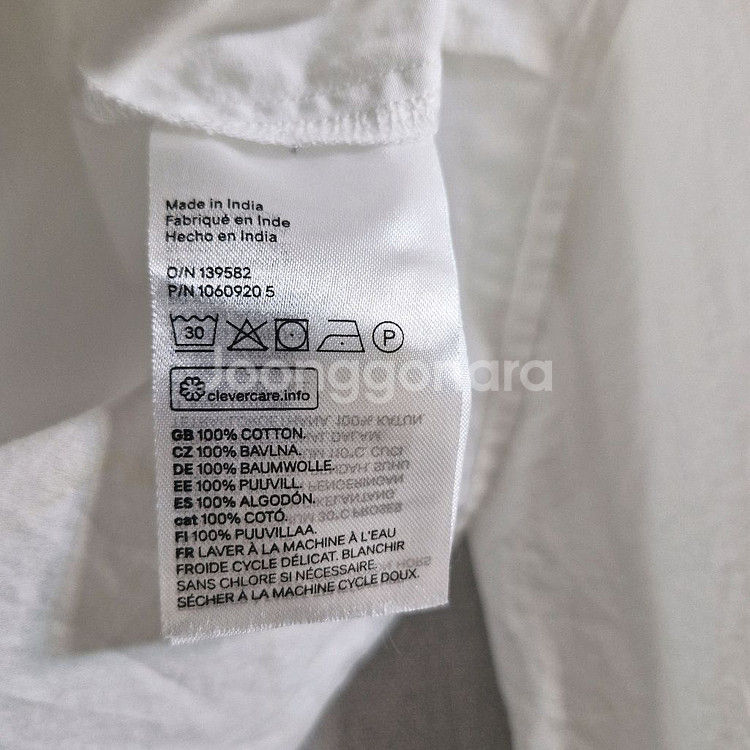 Made in India
Fabriqué en Inde
Hecho en India
O/N 139582
P/N 1060920 5
30
P
clevercare.info
Joonggonara
GB 100% COTTON.
CZ 100% BAVLNA.
DE 100% BAUMWOLLE.
EE 100% PUUVILL.
ES 100% ALGODÓN.
cat 100% COTÓ.
FI 100% PUUVILLAA.
FR LAVER À LA MACHINE À L'EAU
FROIDE CYCLE DÉLICAT. BLANCHIR
SANS CHLORE SI NÉCESSAIRE.
SÉCHER À LA MACHINE CYCLE DOUX.